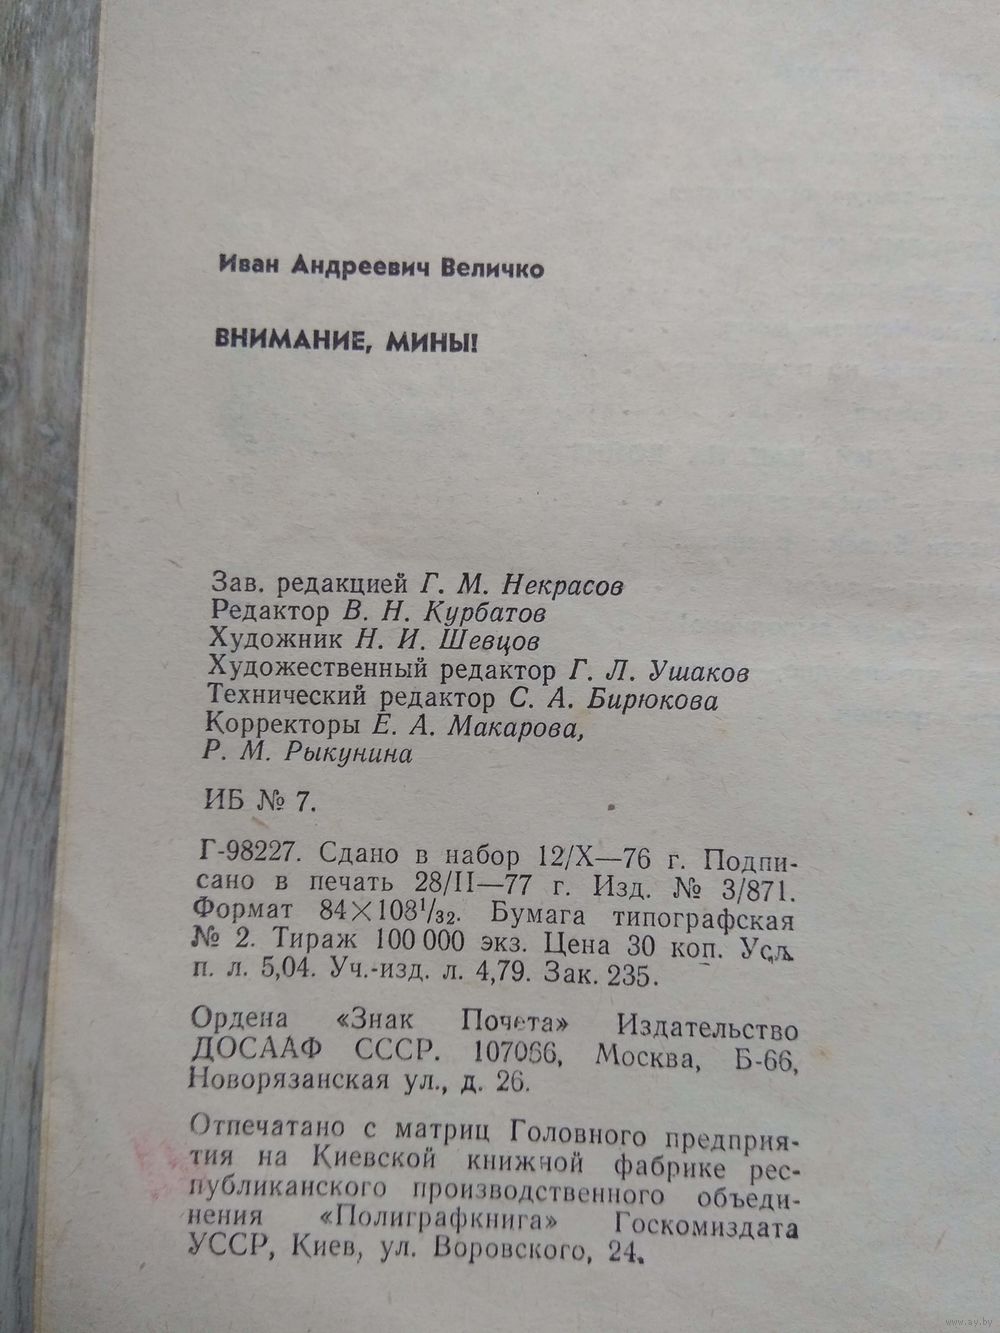 Иван Андреевич Величко
ВНИМАНИЕ, МИНЫ!
Зав. редакцией Г. М. Некрасов
Редактор В. Н. Курбатов
Художник Н. И. Шевцов
Художественный редактор Г. Л. Ушаков
Технический редактор С. А. Бирюкова
Корректоры Е. А. Макарова,
Р. М. Рыкунина
ИБ № 7.
Г-98227. Сдано в набор 12/X—76 г. Подпи-
сано в печать 28/II—77 г. Изд. № 3/871.
Формат 84×108¹/₃₂. Бумага типографская
№ 2. Тираж 100 000 экз. Цена 30 коп. Усл.
п. л. 5,04. Уч.-изд. л. 4,79. Зак. 235.
Ордена «Знак Почета» Издательство
ДОСААФ СССР. 107066, Москва, Б-66,
Новорязанская ул., д. 26.
Отпечатано с матриц Головного предприя-
тия на Киевской книжной фабрике рес-
публиканского производственного объеди-
нения «Полиграфкнига» Госкомиздата
УССР, Киев, ул. Воровского, 24.
www.ay.by